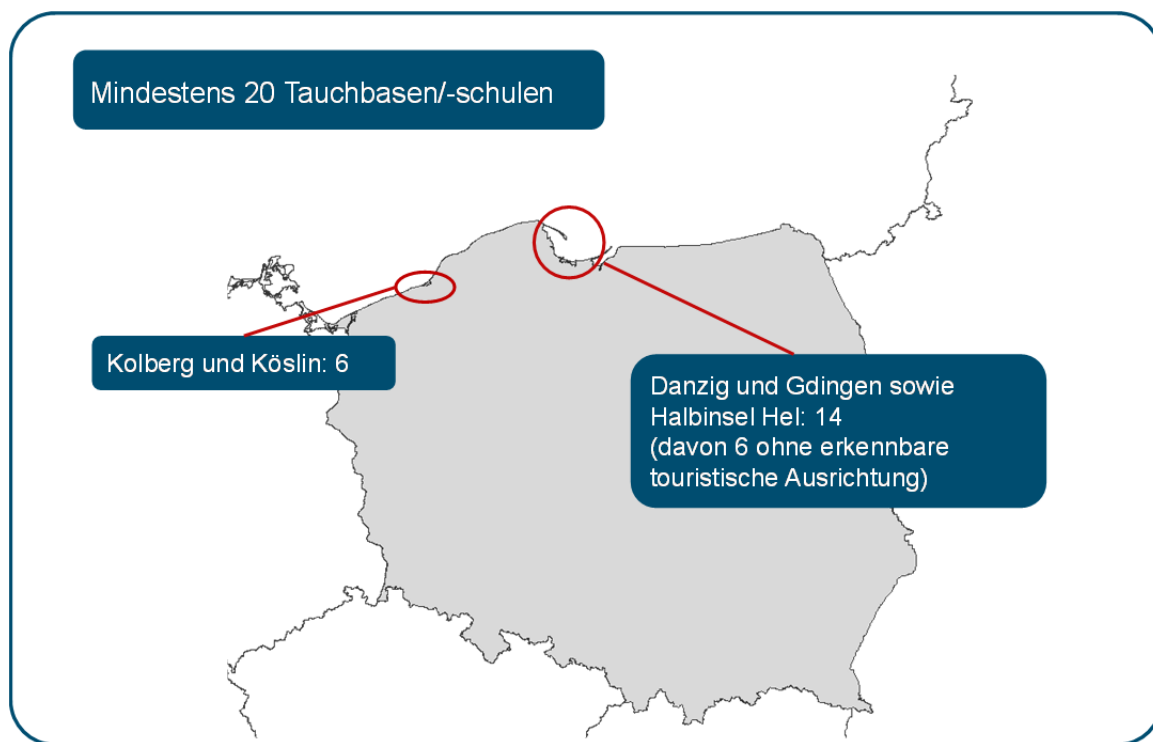 Mindestens 20 Tauchbasen/-schulen
Kolberg und Köslin: 6
Danzig und Gdingen sowie
Halbinsel Hel: 14
(davon 6 ohne erkennbare
touristische Ausrichtung)